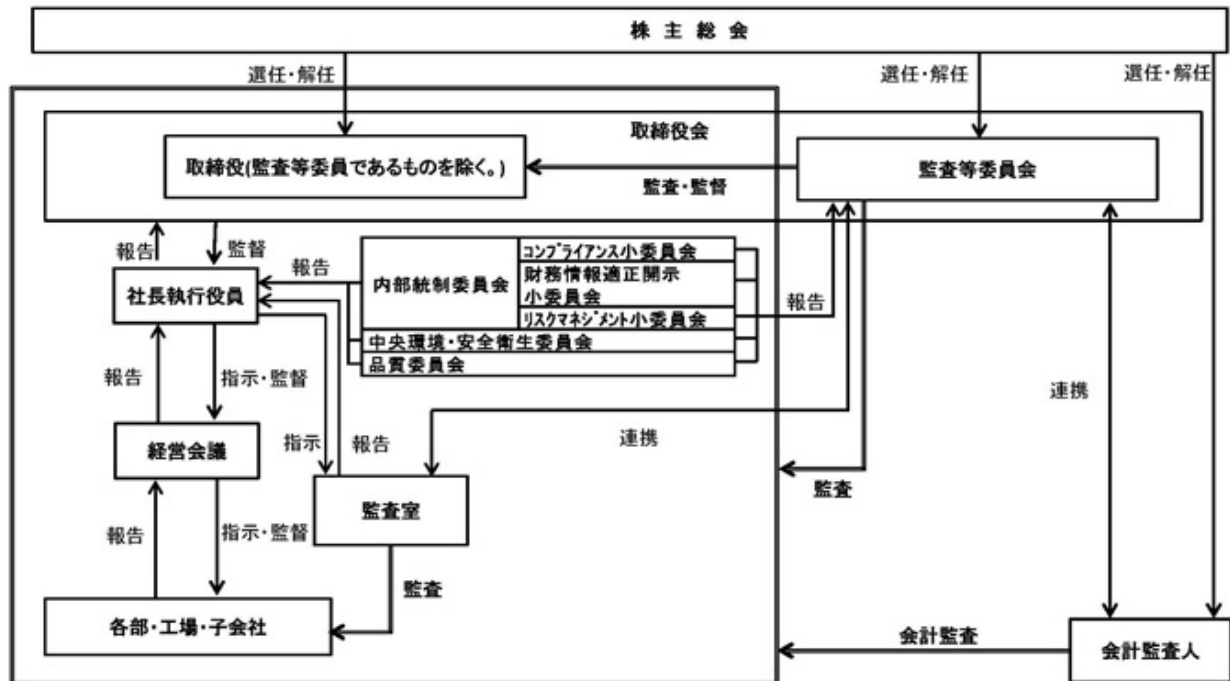 株主総会
選任・解任
選任・解任
選任・解任
取締役会
取締役(監査等委員であるものを除く。)
監査等委員会
監査・監督
報告
監督
報告
内部統制委員会
コンプライアンス小委員会
財務情報適正開示
小委員会
リスクマネジメント小委員会
中央環境・安全衛生委員会
品質委員会
報告
社長執行役員
報告
指示・監督
連携
経営会議
指示
報告
連携
監査
監査室
報告
指示・監督
監査
各部・工場・子会社
会計監査
会計監査人